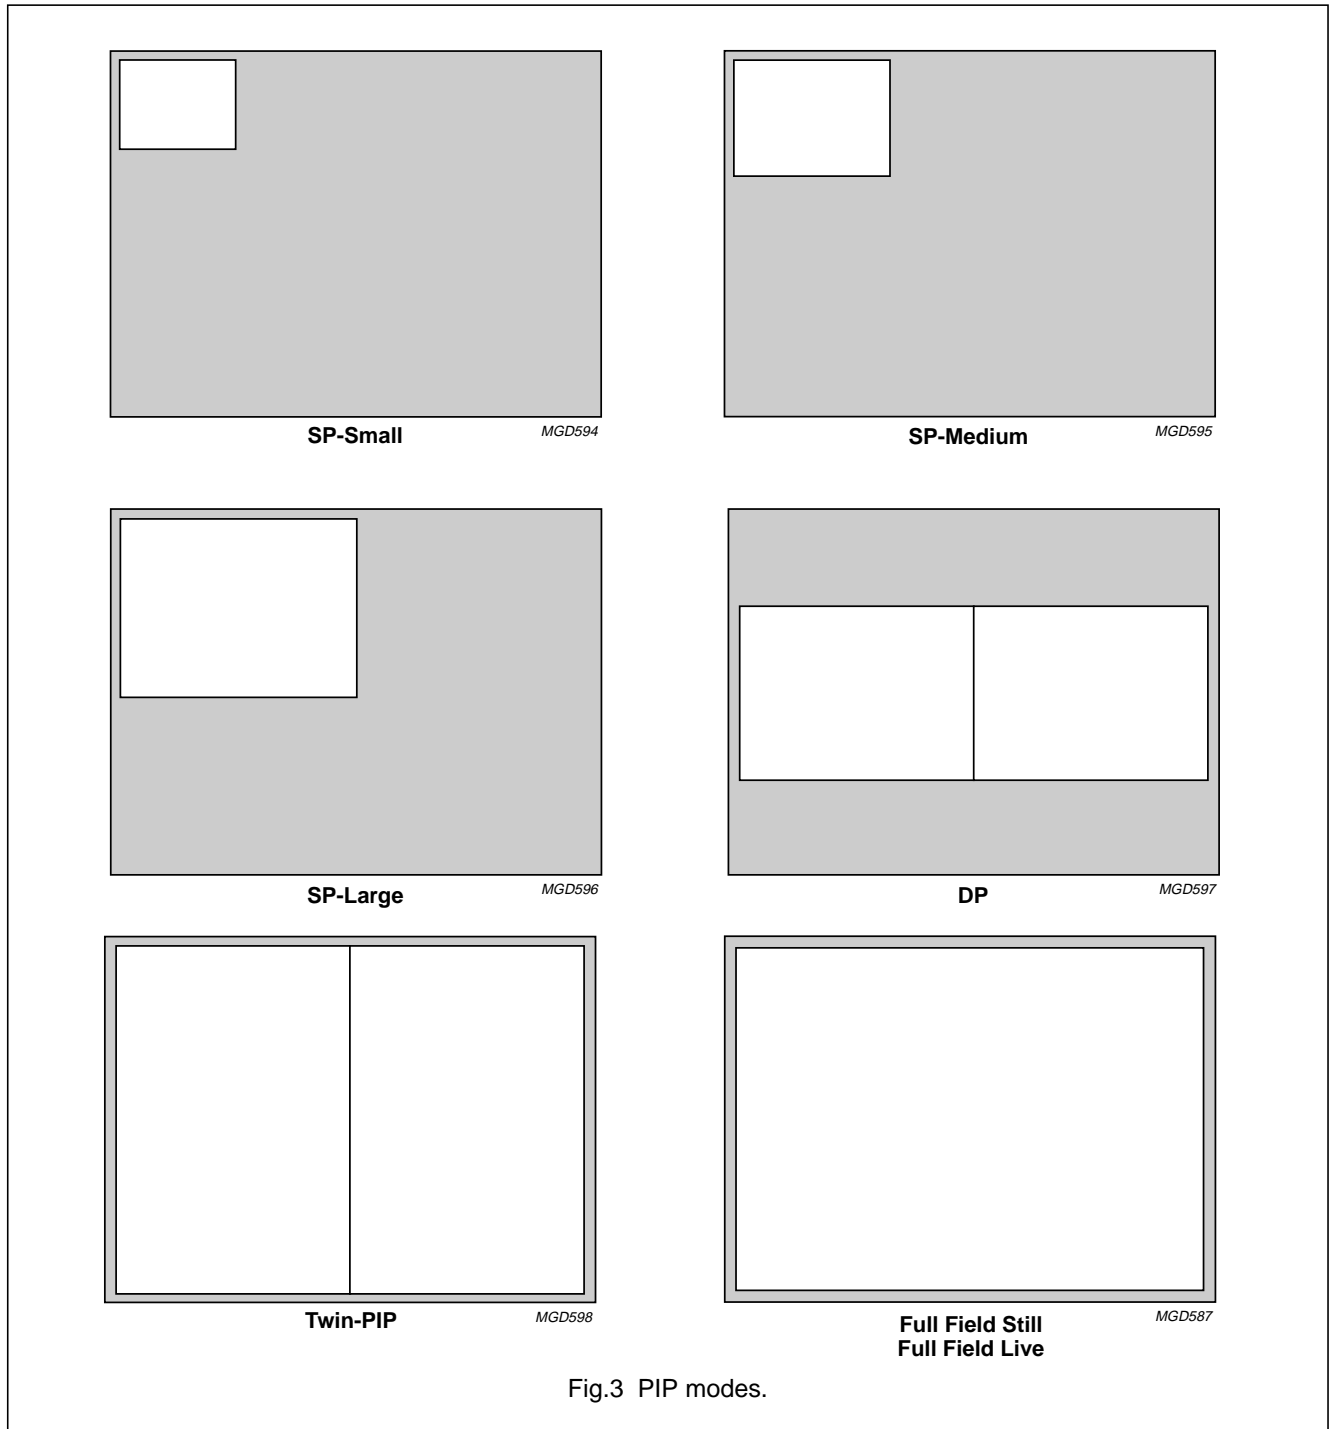 SP-Small MGD594
SP-Medium MGD595
SP-Large MGD596
DP MGD597
Twin-PIP MGD598
Full Field Still MGD587
Full Field Live
Fig.3 PIP modes.